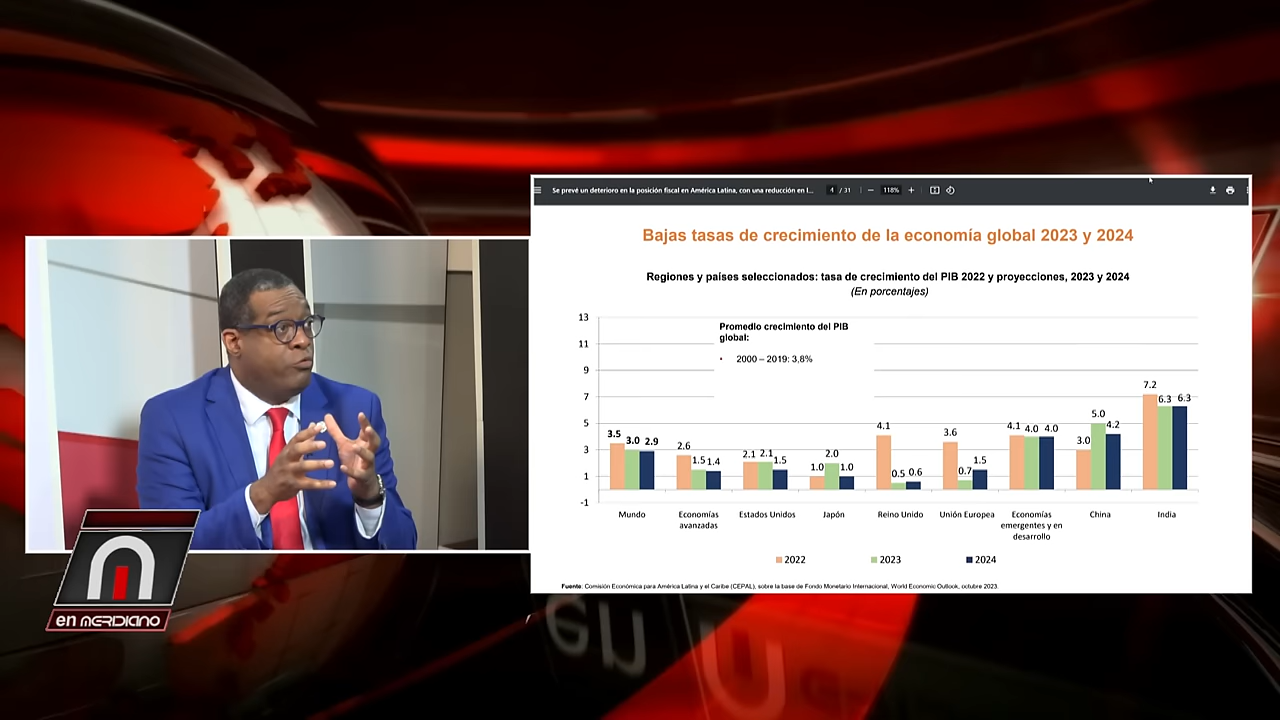 Se prevé un deterioro en la posición fiscal en América Latina, con una reducción en l... 4 / 31 118%
Bajas tasas de crecimiento de la economía global 2023 y 2024
Regiones y países seleccionados: tasa de crecimiento del PIB 2022 y proyecciones, 2023 y 2024
(En porcentajes)
13
11
9
7
5
3
1
-1
Promedio crecimiento del PIB
global:
• 2000 – 2019: 3,8%
3.5 3.0 2.9
2.6 1.5 1.4
2.1 2.1 1.5
1.0 2.0 1.0
4.1 0.5 0.6
3.6 0.7 1.5
4.1 4.0 4.0
3.0 5.0 4.2
7.2 6.3 6.3
Mundo
Economías
avanzadas
Estados Unidos
Japón
Reino Unido
Unión Europea
Economías
emergentes y en
desarrollo
China
India
2022 2023 2024
Fuente: Comisión Económica para América Latina y el Caribe (CEPAL), sobre la base de Fondo Monetario Internacional, World Economic Outlook, octubre 2023.
en MERDIANO
en